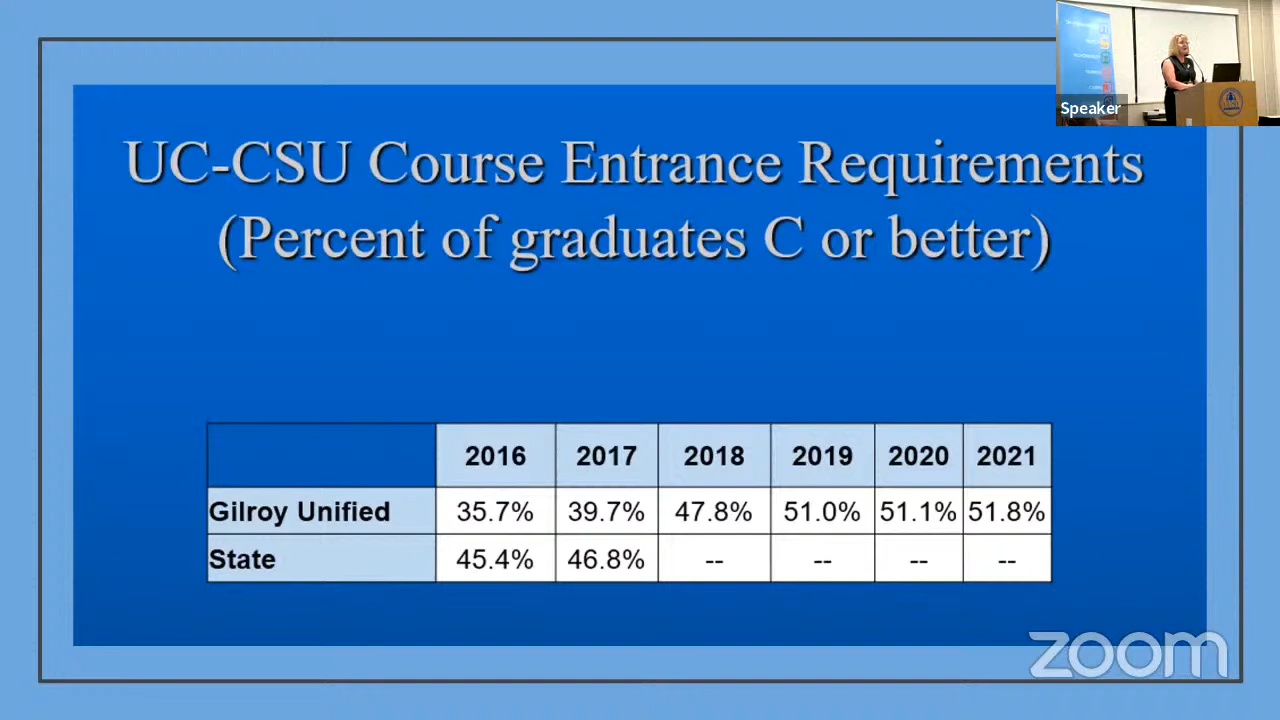 UC-CSU Course Entrance Requirements
(Percent of graduates C or better)
2016 2017 2018 2019 2020 2021
Gilroy Unified 35.7% 39.7% 47.8% 51.0% 51.1% 51.8%
State 45.4% 46.8% -- -- -- --
Speaker
zoom